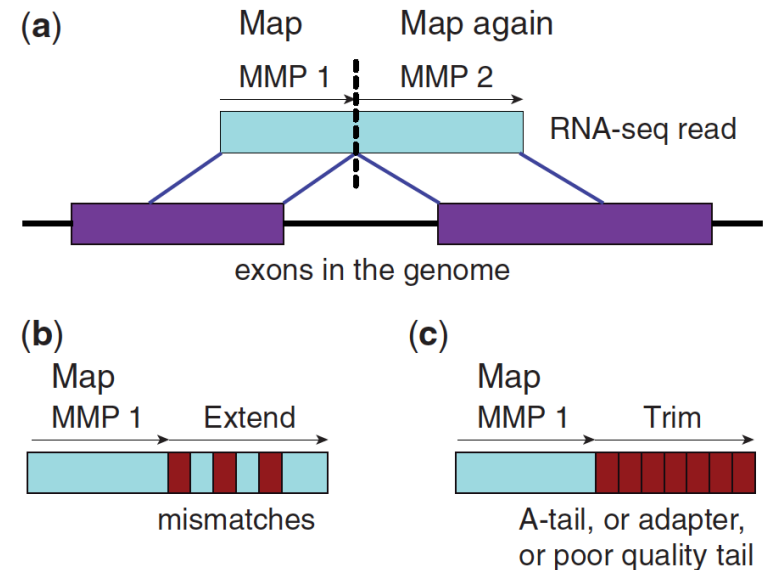 (a)
Map
Map again
MMP 1
MMP 2
RNA-seq read
exons in the genome
(b)
Map
MMP 1
Extend
mismatches
(c)
Map
MMP 1
Trim
A-tail, or adapter,
or poor quality tail